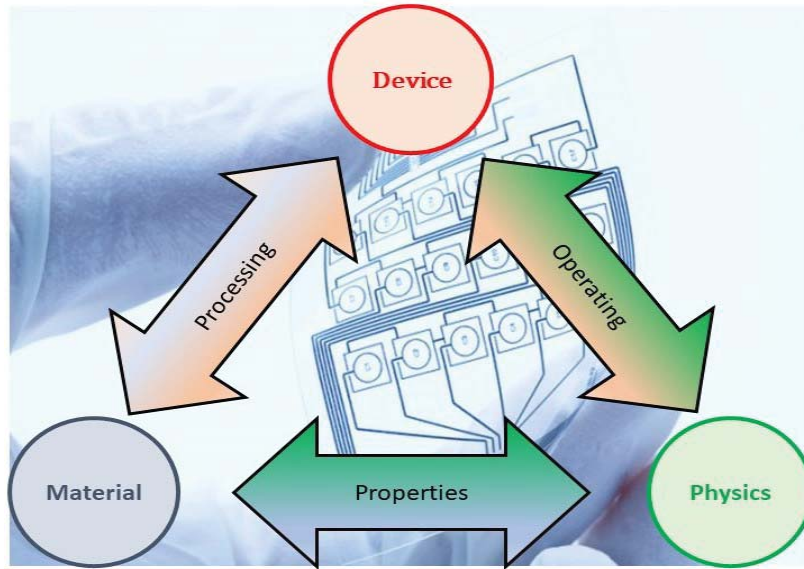 Device
Processing
Operating
Material
Properties
Physics